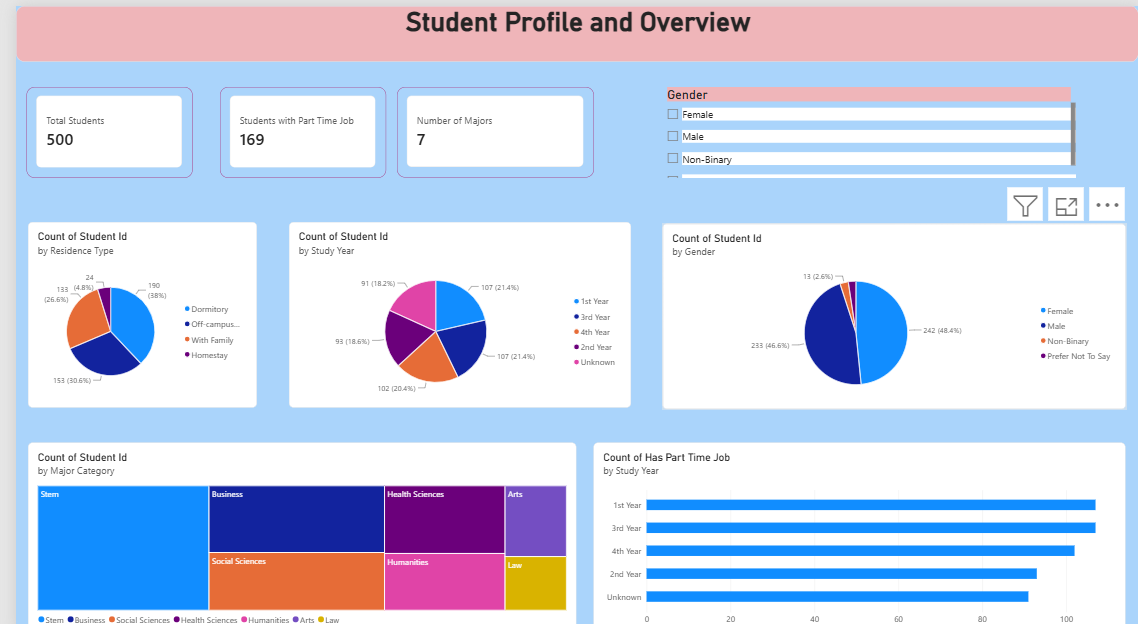 Student Profile and Overview
Total Students
500
Students with Part Time Job
169
Number of Majors
7
Gender
Female
Male
Non-Binary
Count of Student Id
by Residence Type
24
(4.8%)
133
(26.6%)
190
(38%)
153 (30.6%)
Dormitory
Off-campus...
With Family
Homestay
Count of Student Id
by Study Year
91 (18.2%)
107 (21.4%)
93 (18.6%)
107 (21.4%)
102 (20.4%)
1st Year
3rd Year
4th Year
2nd Year
Unknown
Count of Student Id
by Gender
13 (2.6%)
242 (48.4%)
233 (46.6%)
Female
Male
Non-Binary
Prefer Not To Say
Count of Student Id
by Major Category
Stem
Business
Health Sciences
Arts
Social Sciences
Humanities
Law
Stem Business Social Sciences Health Sciences Humanities Arts Law
Count of Has Part Time Job
by Study Year
1st Year
3rd Year
4th Year
2nd Year
Unknown
0 20 40 60 80 100